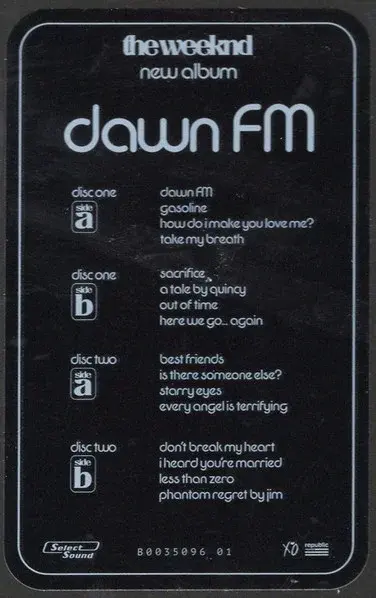 the weeknd
new album
dawn FM
disc one
side
a
dawn FM
gasoline
how do i make you love me?
take my breath
disc one
side
b
sacrifice
a tale by quincy
out of time
here we go... again
disc two
side
a
best friends
is there someone else?
starry eyes
every angel is terrifying
disc two
side
b
don't break my heart
i heard you're married
less than zero
phantom regret by jim
Select
Sound
B0035096_01
XO
republic